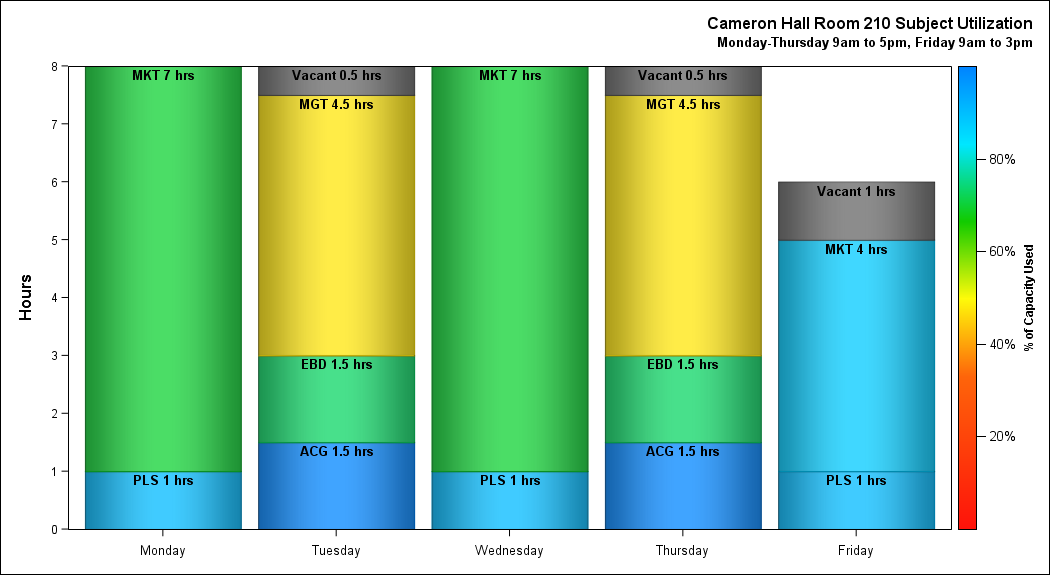 Cameron Hall Room 210 Subject Utilization
Monday-Thursday 9am to 5pm, Friday 9am to 3pm
8
7
6
5
4
3
2
1
0
Hours
MKT 7 hrs
PLS 1 hrs
Vacant 0.5 hrs
MGT 4.5 hrs
EBD 1.5 hrs
ACG 1.5 hrs
MKT 7 hrs
PLS 1 hrs
Vacant 0.5 hrs
MGT 4.5 hrs
EBD 1.5 hrs
ACG 1.5 hrs
Vacant 1 hrs
MKT 4 hrs
PLS 1 hrs
Monday
Tuesday
Wednesday
Thursday
Friday
80%
60%
40%
20%
% of Capacity Used